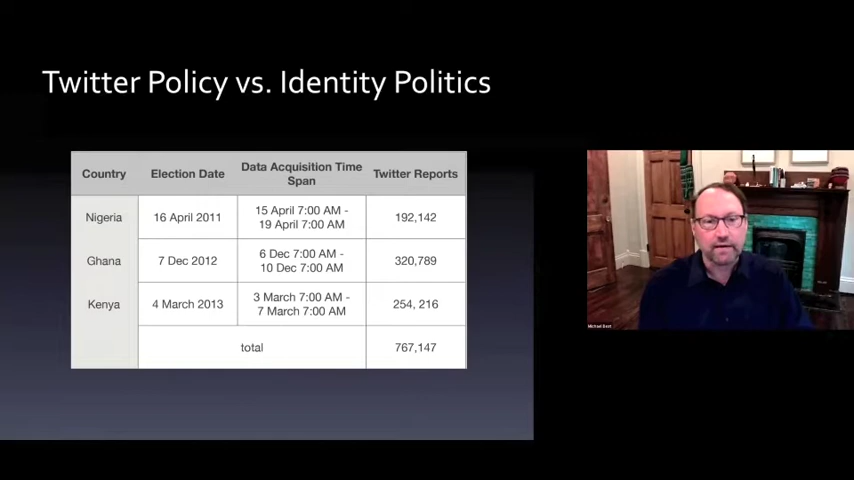 Twitter Policy vs. Identity Politics
Country Election Date Data Acquisition Time Span Twitter Reports
Nigeria 16 April 2011 15 April 7:00 AM - 19 April 7:00 AM 192,142
Ghana 7 Dec 2012 6 Dec 7:00 AM - 10 Dec 7:00 AM 320,789
Kenya 4 March 2013 3 March 7:00 AM - 7 March 7:00 AM 254, 216
total 767,147